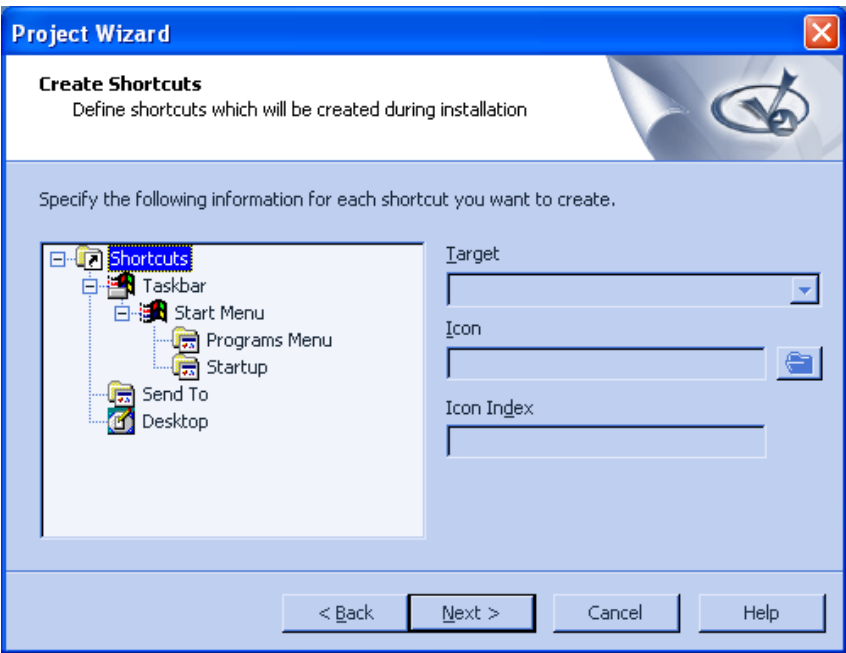 Project Wizard
Create Shortcuts
Define shortcuts which will be created during installation
Specify the following information for each shortcut you want to create.
Shortcuts
Taskbar
Start Menu
Programs Menu
Startup
Send To
Desktop
Target
Icon
Icon Index
< Back
Next >
Cancel
Help